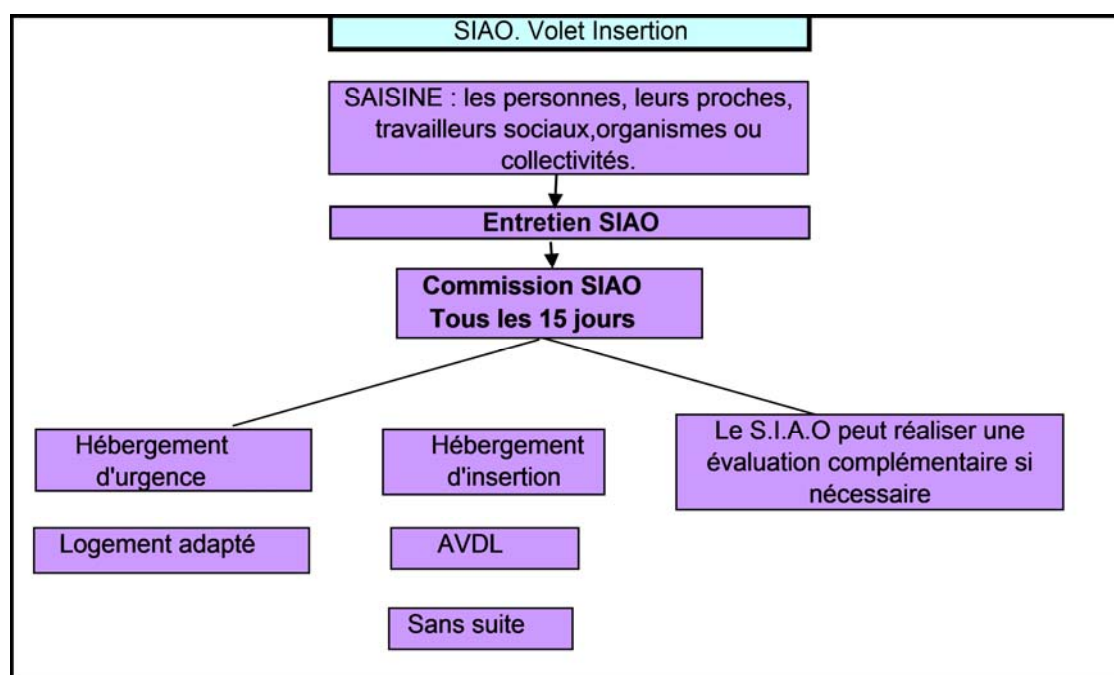 SIAO. Volet Insertion
SAISINE : les personnes, leurs proches,
travailleurs sociaux,organismes ou
collectivités.
Entretien SIAO
Commission SIAO
Tous les 15 jours
Hébergement
d'urgence
Hébergement
d'insertion
Le S.I.A.O peut réaliser une
évaluation complémentaire si
nécessaire
Logement adapté
AVDL
Sans suite